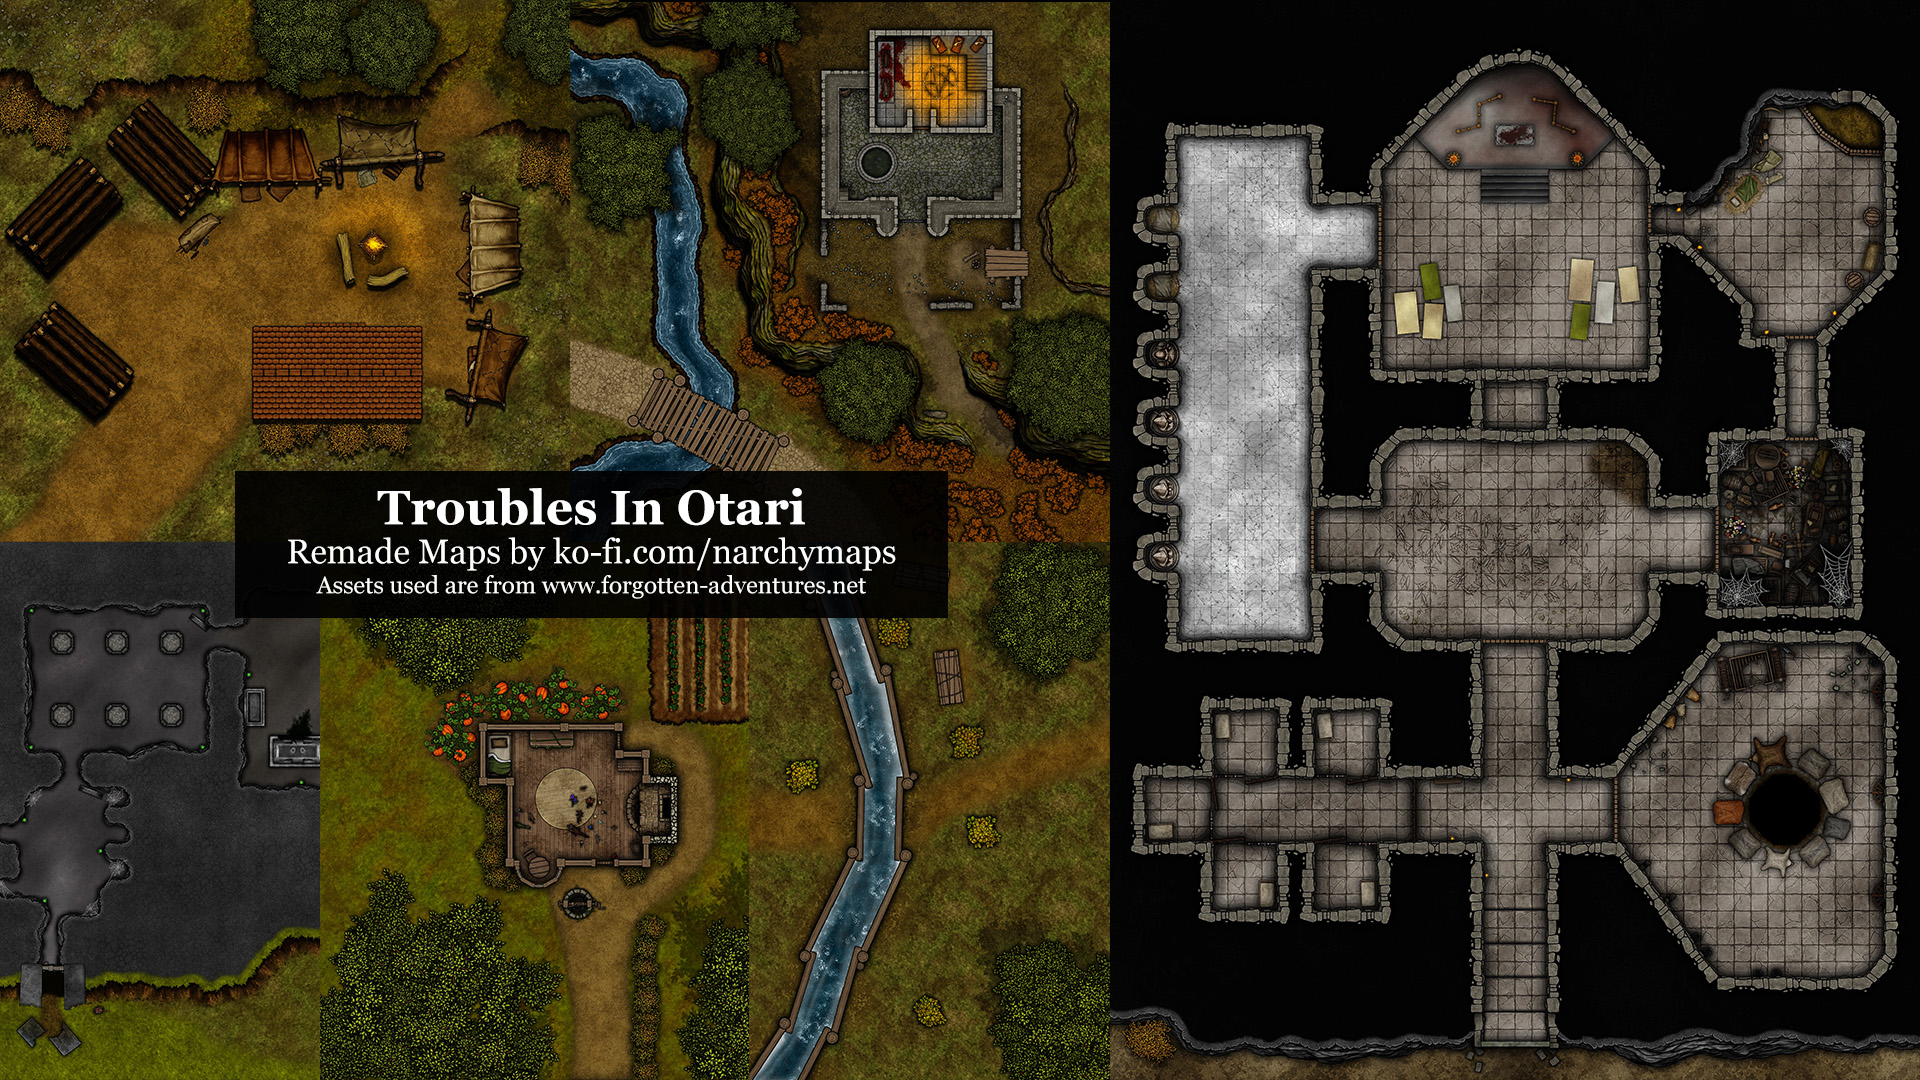 Troubles In Otari
Remade Maps by ko-fi.com/narchymaps
Assets used are from www.forgotten-adventures.net